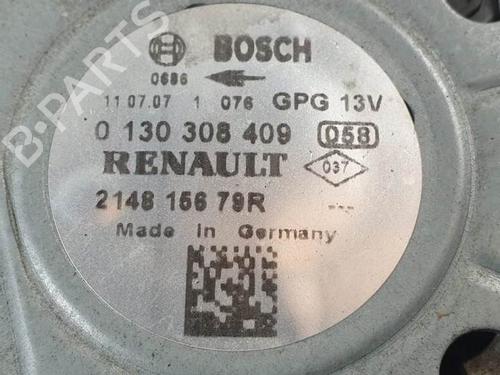 BOSCH
0686
11.07.07 1 076 GPG 13V
0 130 308 409 058
RENAULT 037
2148 156 79R ---
Made In Germany
B-PARTS